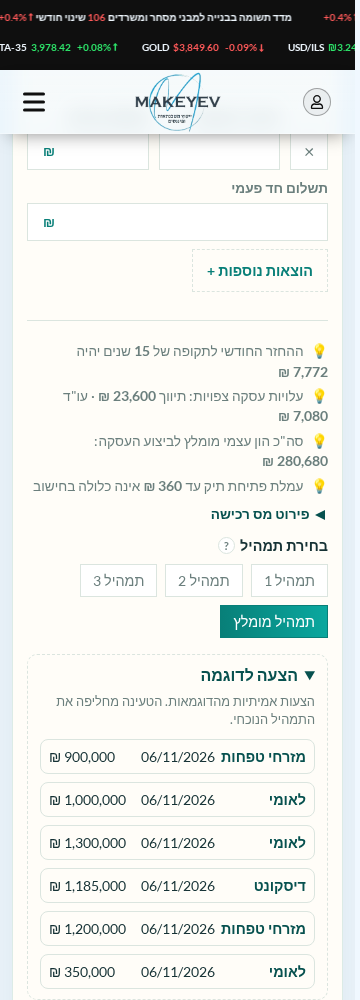 +0.4% מדד תשומה בבנייה למבני מסחר ומשרדים 106 שינוי חודשי ↑ +0.4%
TA-35 3,978.42 +0.08% ↑ GOLD $3,849.60 -0.09% ↓ USD/ILS ₪3.24
MAKEYEV
×
₪
תשלום חד פעמי
₪
הוצאות נוספות +
💡 ההחזר החודשי לתקופה של 15 שנים יהיה
7,772 ₪
💡 עלויות עסקה צפויות: תיווך 23,600 ₪ · עו"ד
7,080 ₪
💡 סה"כ הון עצמי מומלץ לביצוע העסקה:
280,680 ₪
💡 עמלת פתיחת תיק עד 360 ₪ אינה כלולה בחישוב
◀ פירוט מס רכישה
בחירת תמהיל ?
תמהיל 1 תמהיל 2 תמהיל 3
תמהיל מומלץ
▼ הצעה לדוגמה
הצעות אמיתיות מהדוגמאות. הטעינה מחליפה את
התמהיל הנוכחי.
מזרחי טפחות 06/11/2026 900,000 ₪
לאומי 06/11/2026 1,000,000 ₪
לאומי 06/11/2026 1,300,000 ₪
דיסקונט 06/11/2026 1,185,000 ₪
מזרחי טפחות 06/11/2026 1,200,000 ₪
לאומי 06/11/2026 350,000 ₪